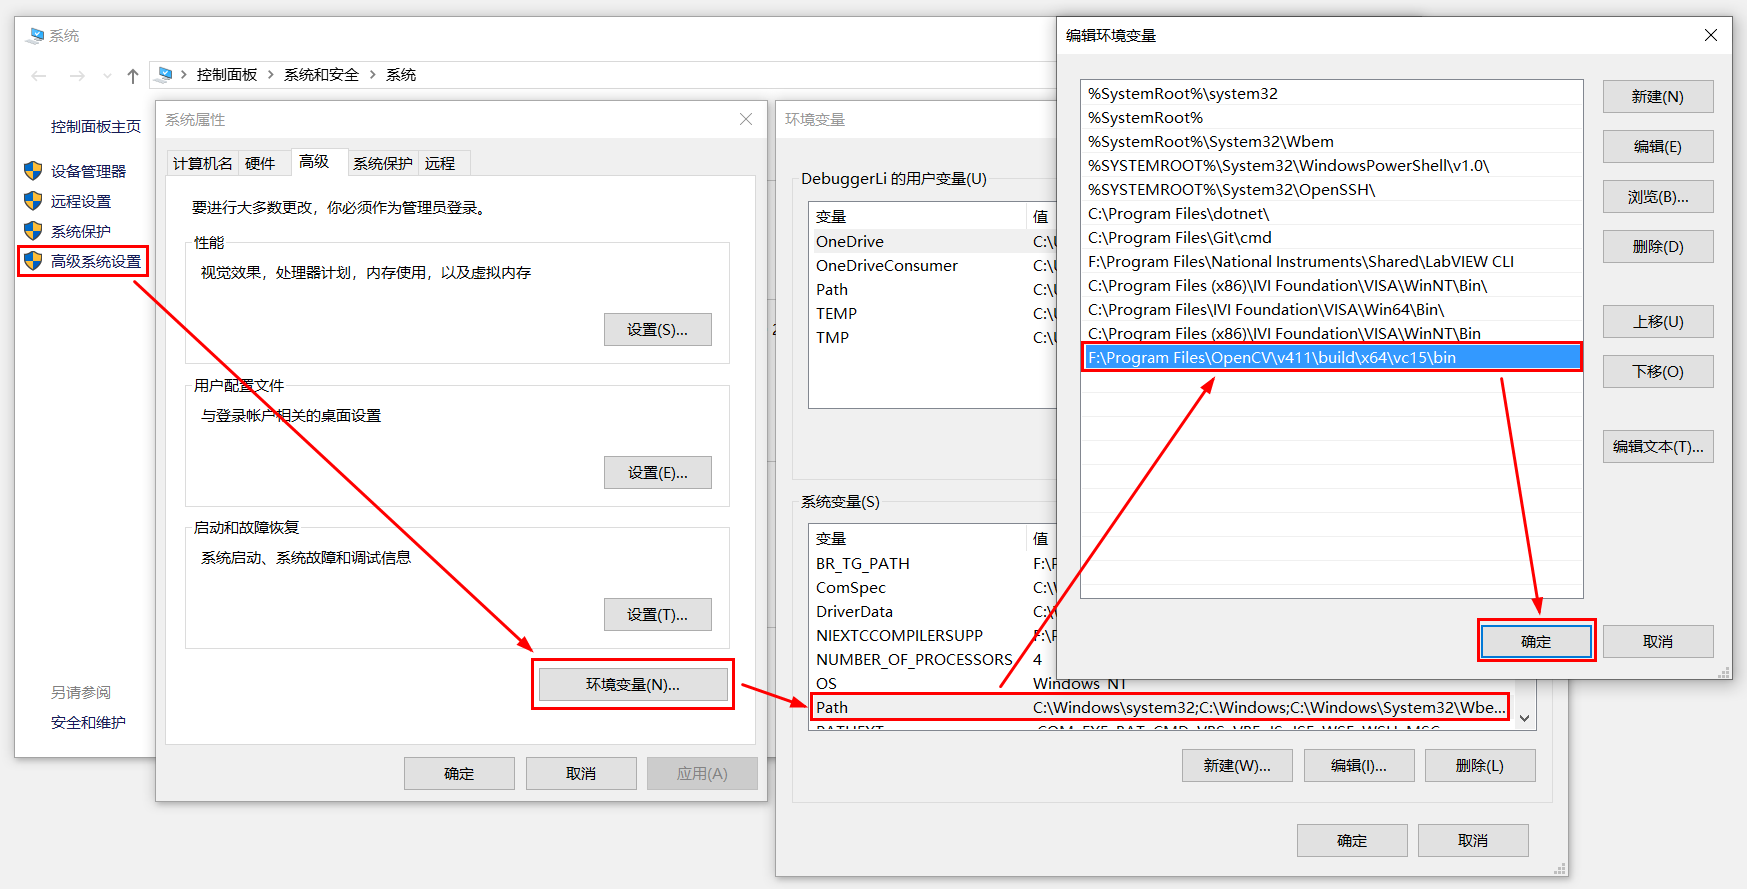 系统
控制面板 > 系统和安全 > 系统
控制面板主页
设备管理器
远程设置
系统保护
高级系统设置
另请参阅
安全和维护
系统属性
计算机名 硬件 高级 系统保护 远程
要进行大多数更改，你必须作为管理员登录。
性能
视觉效果，处理器计划，内存使用，以及虚拟内存
设置(S)...
用户配置文件
与登录帐户相关的桌面设置
设置(E)...
启动和故障恢复
系统启动、系统故障和调试信息
设置(T)...
环境变量(N)...
确定 取消 应用(A)
环境变量
DebuggerLi 的用户变量(U)
变量 值
OneDrive C:\
OneDriveConsumer C:\
Path C:\
TEMP C:\
TMP C:\
系统变量(S)
变量 值
BR_TG_PATH F:\
ComSpec C:\
DriverData C:\
NIEXTCCOMPILERSUPP F:\
NUMBER_OF_PROCESSORS 4
OS Windows_NT
Path C:\Windows\system32;C:\Windows;C:\Windows\System32\Wbe...
新建(W)... 编辑(I)... 删除(L)
确定 取消
编辑环境变量
%SystemRoot%\system32
%SystemRoot%
%SystemRoot%\System32\Wbem
%SYSTEMROOT%\System32\WindowsPowerShell\v1.0\
%SYSTEMROOT%\System32\OpenSSH\
C:\Program Files\dotnet\
C:\Program Files\Git\cmd
F:\Program Files\National Instruments\Shared\LabVIEW CLI
C:\Program Files (x86)\IVI Foundation\VISA\WinNT\Bin\
C:\Program Files\IVI Foundation\VISA\Win64\Bin\
C:\Program Files (x86)\IVI Foundation\VISA\WinNT\Bin
F:\Program Files\OpenCV\v411\build\x64\vc15\bin
新建(N)
编辑(E)
浏览(B)...
删除(D)
上移(U)
下移(O)
编辑文本(T)...
确定 取消